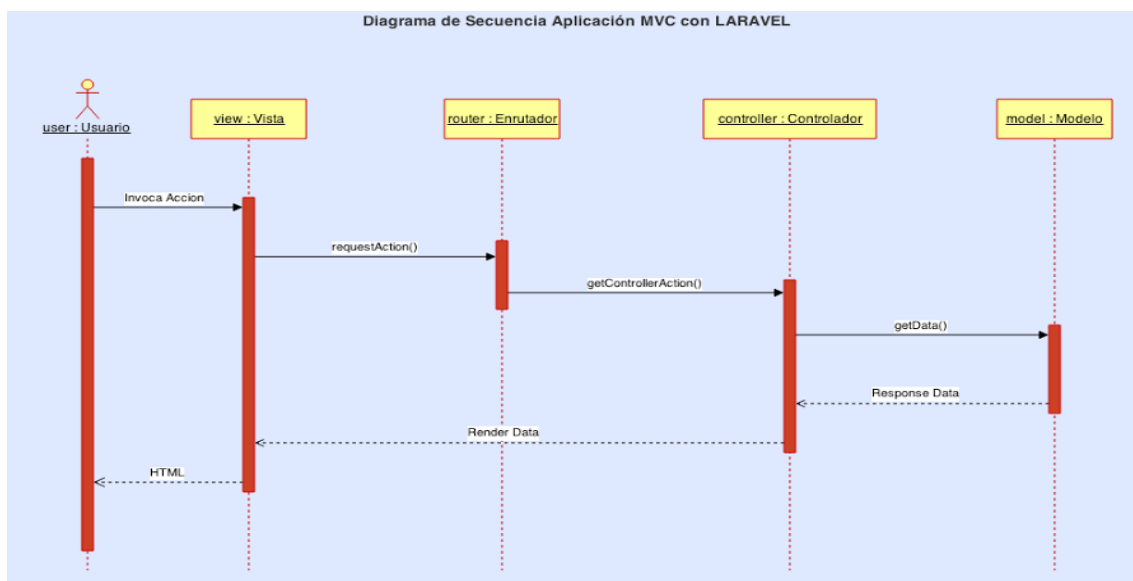 Diagrama de Secuencia Aplicación MVC con LARAVEL
user : Usuario
view : Vista
router : Enrutador
controller : Controlador
model : Modelo
Invoca Accion
requestAction()
getControllerAction()
getData()
Response Data
Render Data
HTML